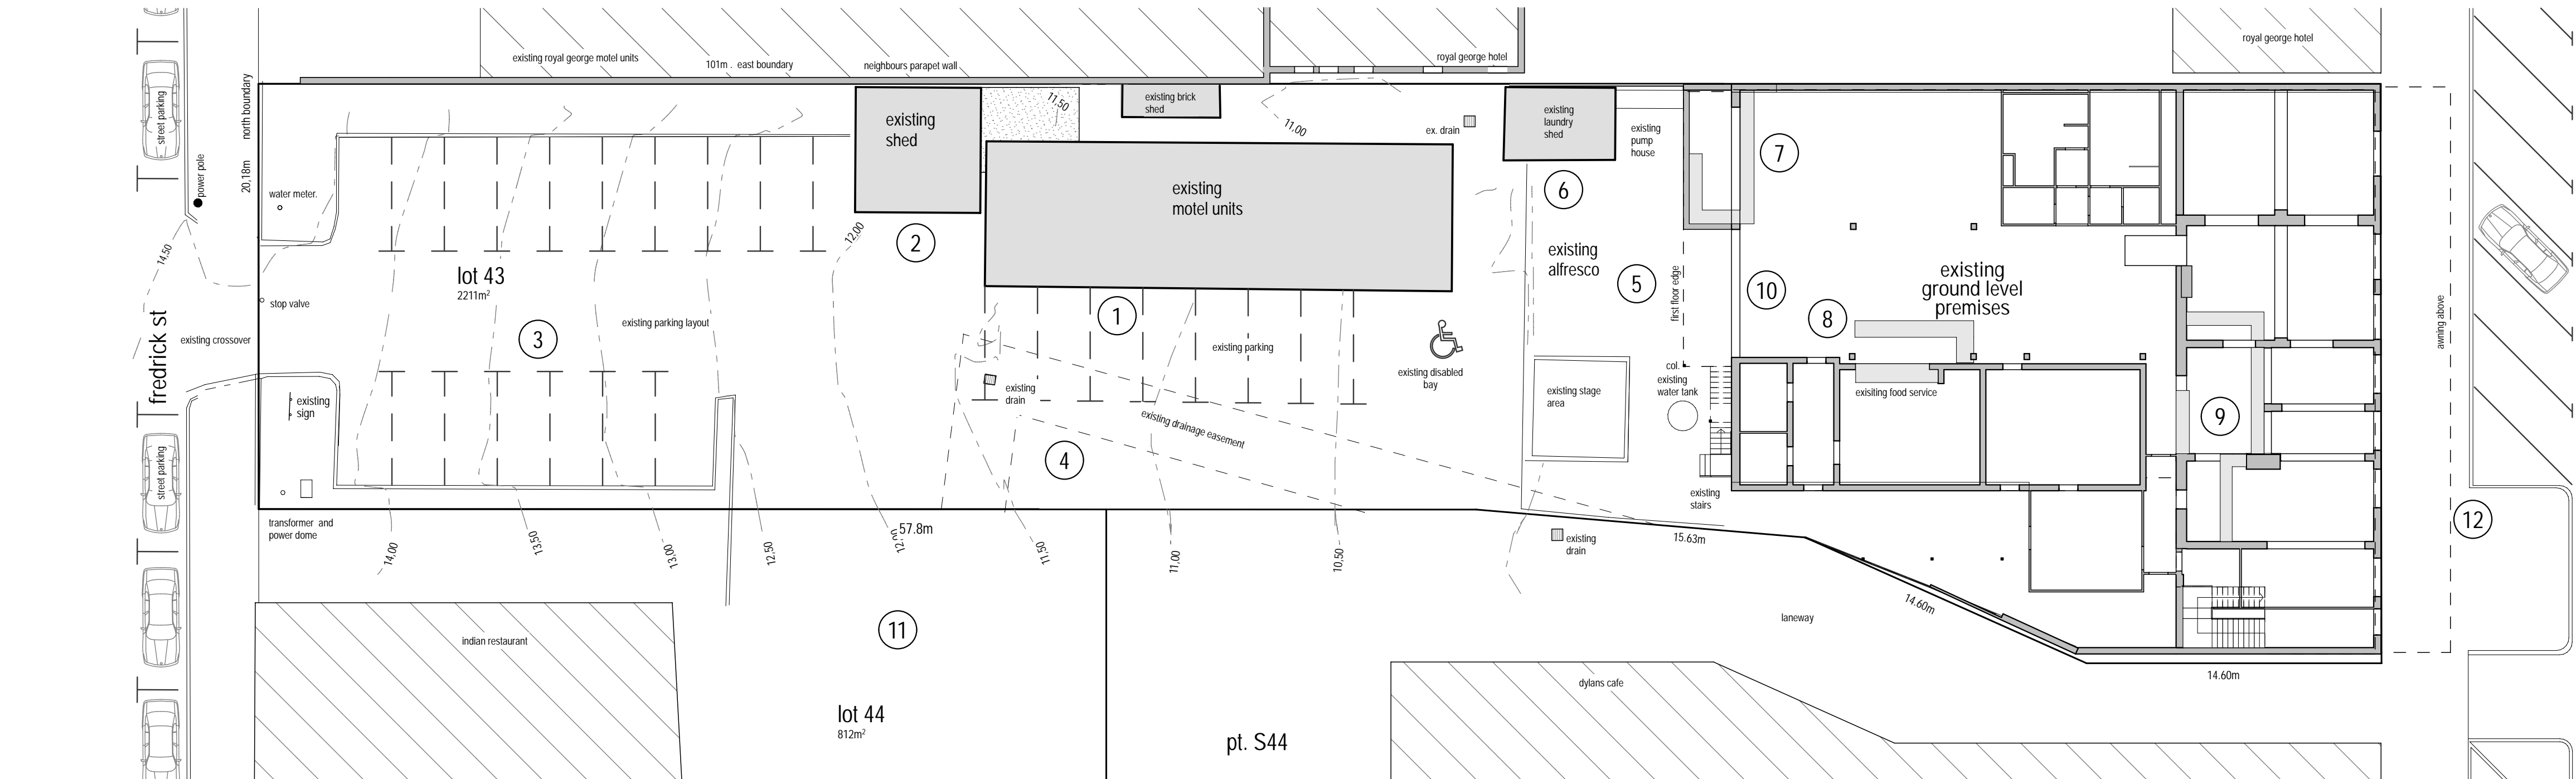 existing royal george motel units
101m . east boundary
neighbours parapet wall
royal george hotel
royal george hotel
street parking
north boundary
20,18m
power pole
water meter.
14,50
fredrick st
stop valve
existing crossover
lot 43
2211m²
3
existing parking layout
existing
sign
street parking
transformer and
power dome
existing
shed
2
12,00
11,50
existing brick
shed
11,00
existing
motel units
1
existing parking
existing disabled
bay
existing
drain
existing drainage easement
4
ex. drain
existing
laundry
shed
existing
pump
house
6
existing
alfresco
5
first floor edge
existing stage
area
col.
existing
water tank
existing
stairs
7
10
8
existing
ground level
premises
exisiting food service
9
awning above
12
14,00
13,50
13,00
12,50
12,00
57.8m
11,50
11,00
10,50
existing
drain
15.63m
14.60m
laneway
14.60m
indian restaurant
11
lot 44
812m²
pt. S44
dylans cafe